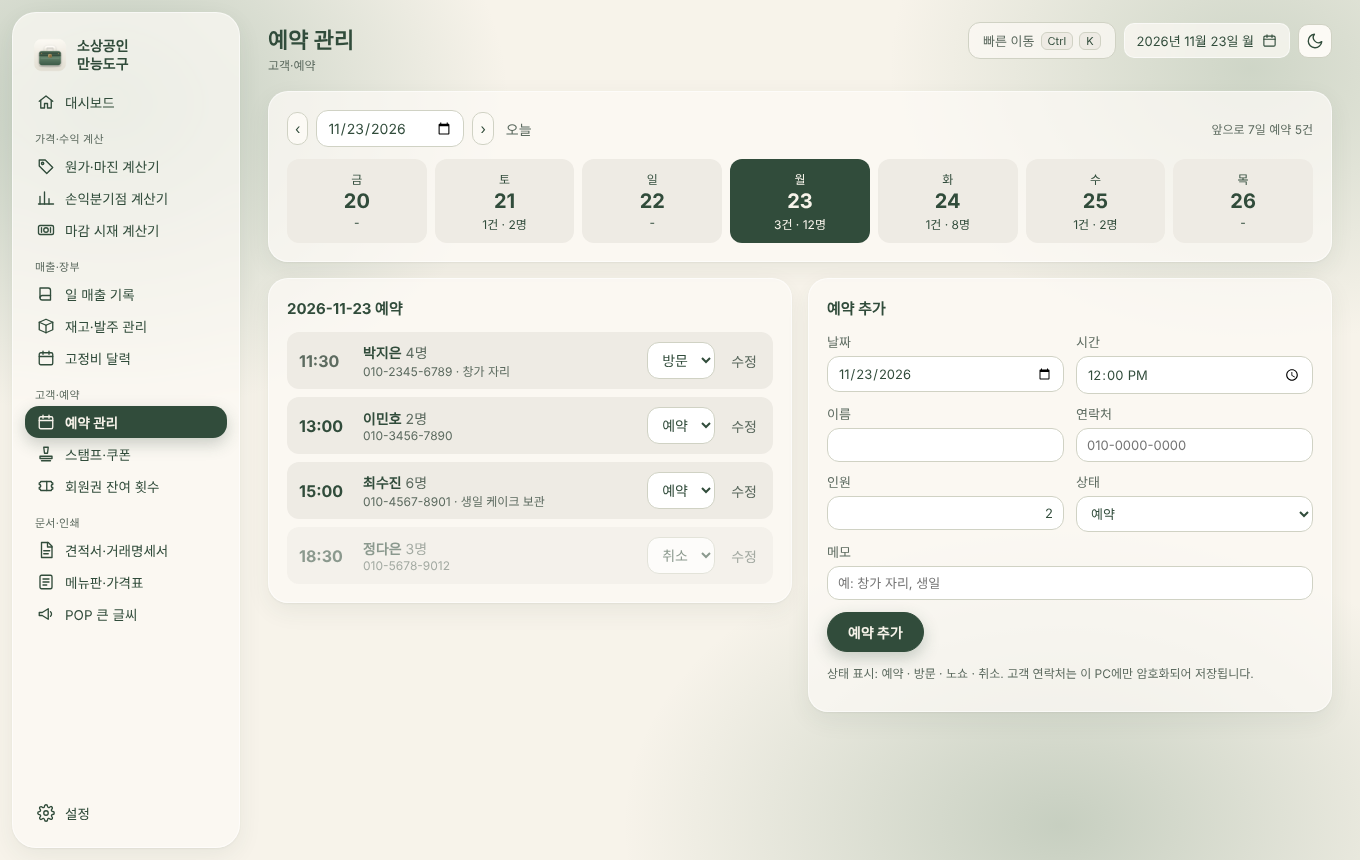 소상공인
만능도구
대시보드
가격·수익 계산
원가·마진 계산기
손익분기점 계산기
마감 시재 계산기
매출·장부
일 매출 기록
재고·발주 관리
고정비 달력
고객·예약
예약 관리
스탬프·쿠폰
회원권 잔여 횟수
문서·인쇄
견적서·거래명세서
메뉴판·가격표
POP 큰 글씨
설정
예약 관리
고객·예약
빠른 이동 Ctrl K
2026년 11월 23일 월
‹ 11/23/2026 › 오늘
앞으로 7일 예약 5건
금 토 일 월 화 수 목
20 21 22 23 24 25 26
- 1건 · 2명 - 3건 · 12명 1건 · 8명 1건 · 2명 -
2026-11-23 예약
11:30 박지은 4명 방문 수정
010-2345-6789 · 창가 자리
13:00 이민호 2명 예약 수정
010-3456-7890
15:00 최수진 6명 예약 수정
010-4567-8901 · 생일 케이크 보관
18:30 정다은 3명 취소 수정
010-5678-9012
예약 추가
날짜 시간
11/23/2026 12:00 PM
이름 연락처
010-0000-0000
인원 상태
2 예약
메모
예: 창가 자리, 생일
예약 추가
상태 표시: 예약 · 방문 · 노쇼 · 취소. 고객 연락처는 이 PC에만 암호화되어 저장됩니다.